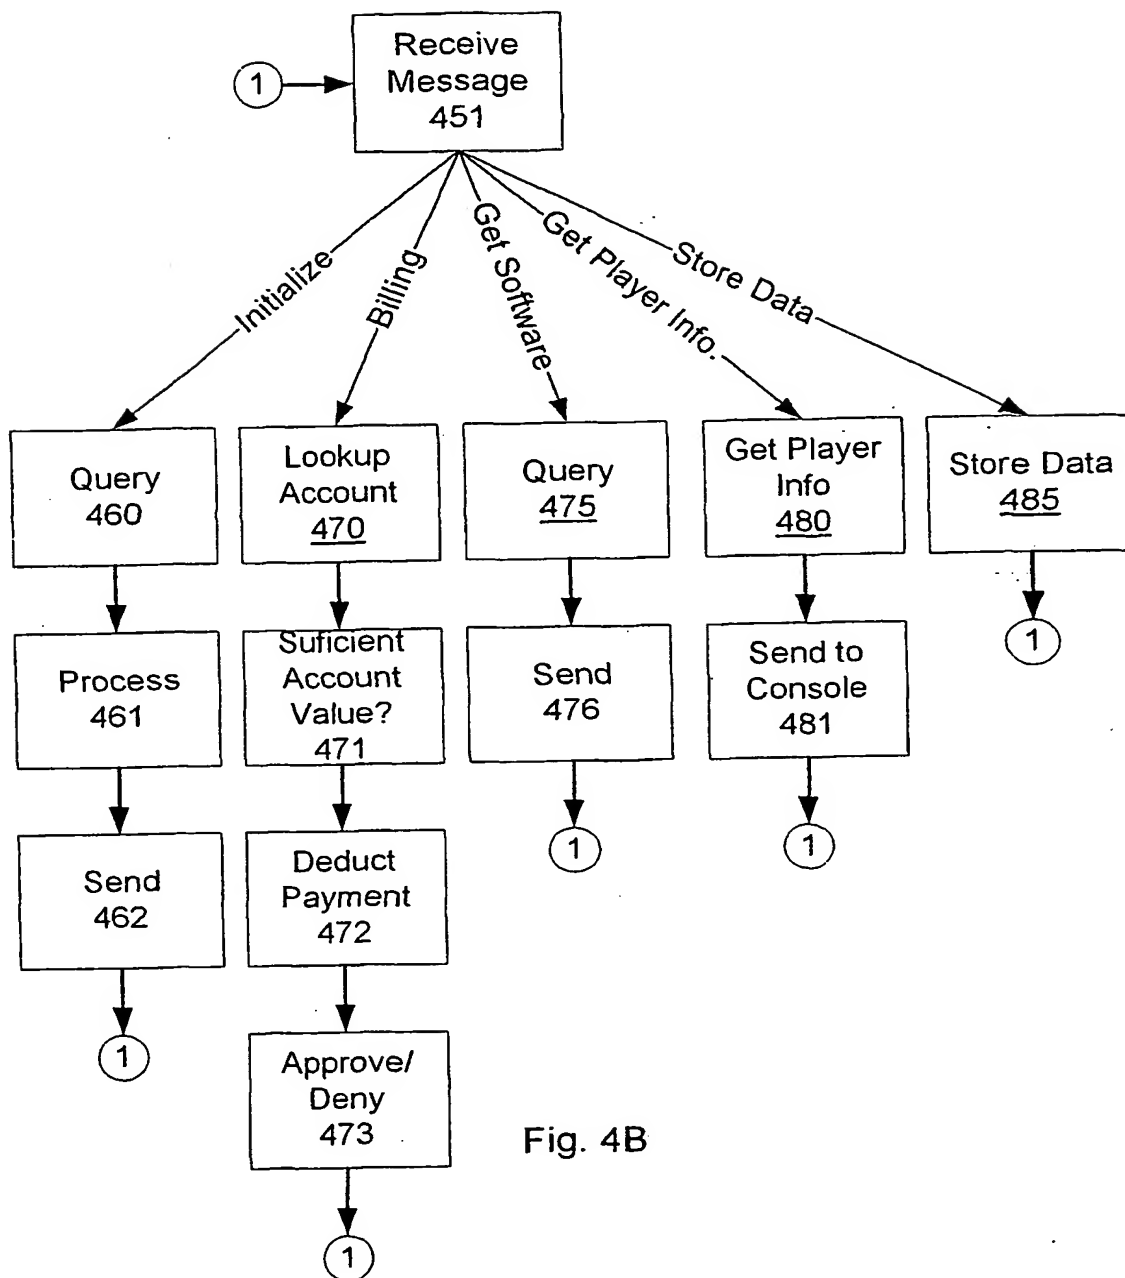 1
Receive
Message
451
Initialize
Billing
Get Software
Get Player Info.
Store Data
Query
460
Lookup
Account
470
Query
475
Get Player
Info
480
Store Data
485
Process
461
Suficient
Account
Value?
471
Send
476
Send to
Console
481
1
Send
462
Deduct
Payment
472
1
1
1
Approve/
Deny
473
Fig. 4B
1